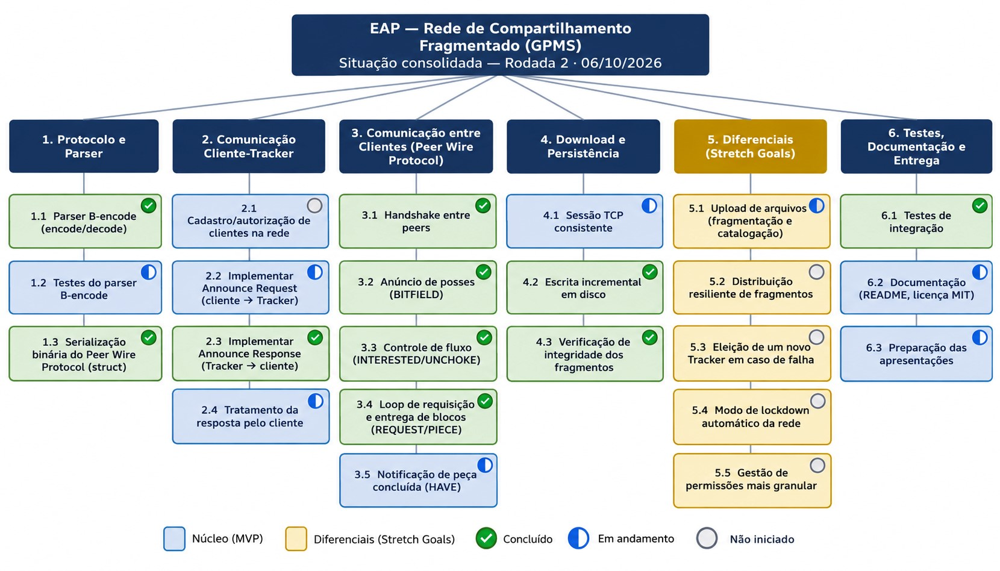 EAP — Rede de Compartilhamento
Fragmentado (GPMS)
Situação consolidada — Rodada 2 · 06/10/2026
1. Protocolo e
Parser
1.1 Parser B-encode
(encode/decode)
1.2 Testes do parser
B-encode
1.3 Serialização
binária do Peer Wire
Protocol (struct)
2. Comunicação
Cliente-Tracker
2.1
Cadastro/autorização de
clientes na rede
2.2 Implementar
Announce Request
(cliente → Tracker)
2.3 Implementar
Announce Response
(Tracker → cliente)
2.4 Tratamento da
resposta pelo cliente
3. Comunicação entre
Clientes (Peer Wire
Protocol)
3.1 Handshake entre
peers
3.2 Anúncio de posses
(BITFIELD)
3.3 Controle de fluxo
(INTERESTED/UNCHOKE)
3.4 Loop de requisição
e entrega de blocos
(REQUEST/PIECE)
3.5 Notificação de peça
concluída (HAVE)
4. Download e
Persistência
4.1 Sessão TCP
consistente
4.2 Escrita incremental
em disco
4.3 Verificação de
integridade dos
fragmentos
5. Diferenciais
(Stretch Goals)
5.1 Upload de arquivos
(fragmentação e
catalogação)
5.2 Distribuição
resiliente de fragmentos
5.3 Eleição de um novo
Tracker em caso de falha
5.4 Modo de lockdown
automático da rede
5.5 Gestão de
permissões mais granular
6. Testes,
Documentação e
Entrega
6.1 Testes de
integração
6.2 Documentação
(README, licença MIT)
6.3 Preparação das
apresentações
Núcleo (MVP)
Diferenciais (Stretch Goals)
Concluído
Em andamento
Não iniciado